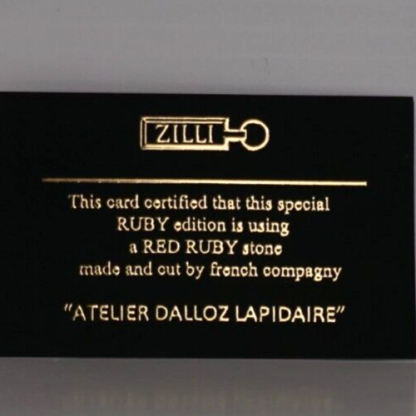 ZILLI
This card certified that this special
RUBY edition is using
a RED RUBY stone
made and cut by french compagny
"ATELIER DALLOZ LAPIDAIRE"